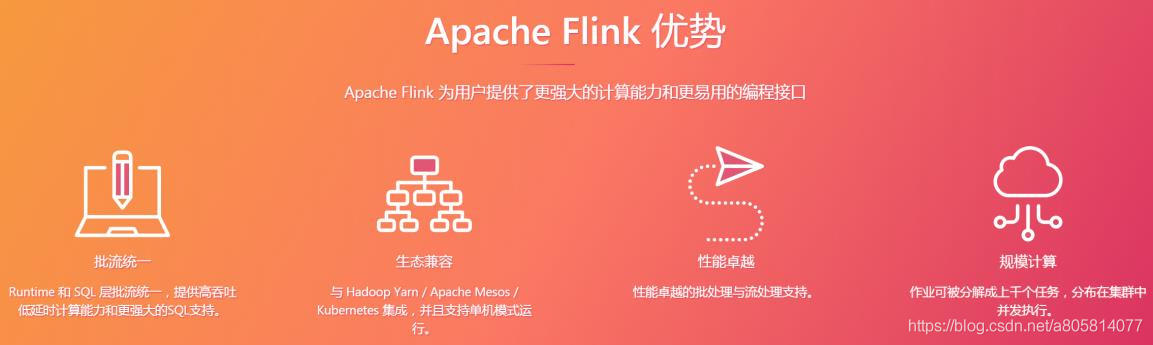 Apache Flink 优势
Apache Flink 为用户提供了更强大的计算能力和更易用的编程接口
批流统一
Runtime 和 SQL 层批流统一，提供高吞吐
低延时计算能力和更强大的SQL支持。
生态兼容
与 Hadoop Yarn / Apache Mesos /
Kubernetes 集成，并且支持单机模式运
行。
性能卓越
性能卓越的批处理与流处理支持。
规模计算
作业可被分解成上千个任务，分布在集群中
并发执行。
https://blog.csdn.net/a805814077